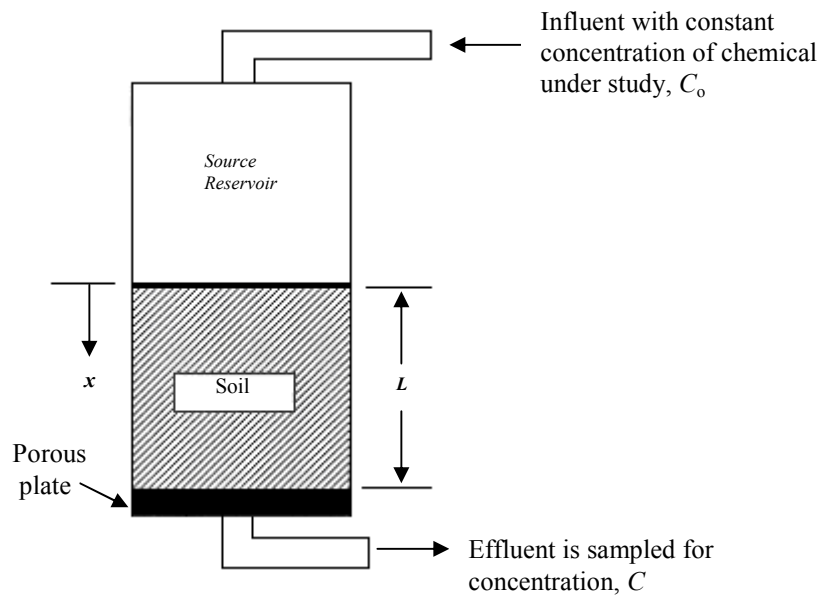 Influent with constant
concentration of chemical
under study, Cₒ
Source
Reservoir
x
L
Soil
Porous
plate
Effluent is sampled for
concentration, C